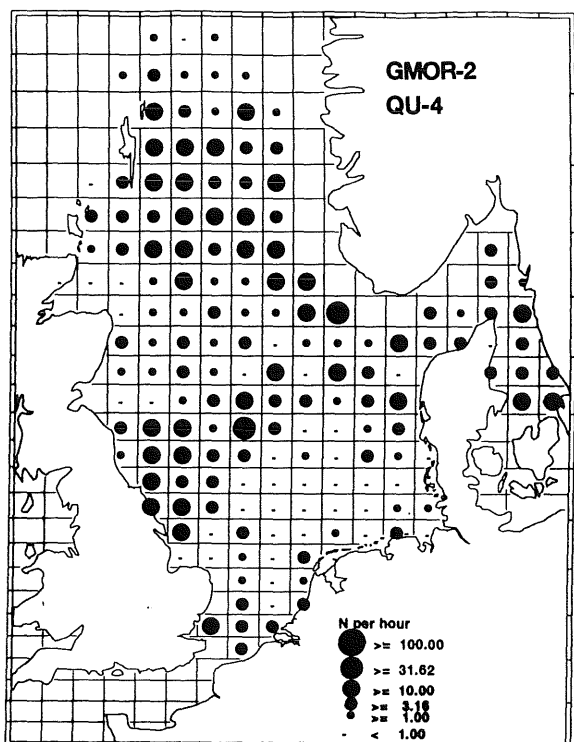 GMOR-2
QU-4
N per hour
>= 100.00
>= 31.62
>= 10.00
>= 3.16
>= 1.00
- < 1.00